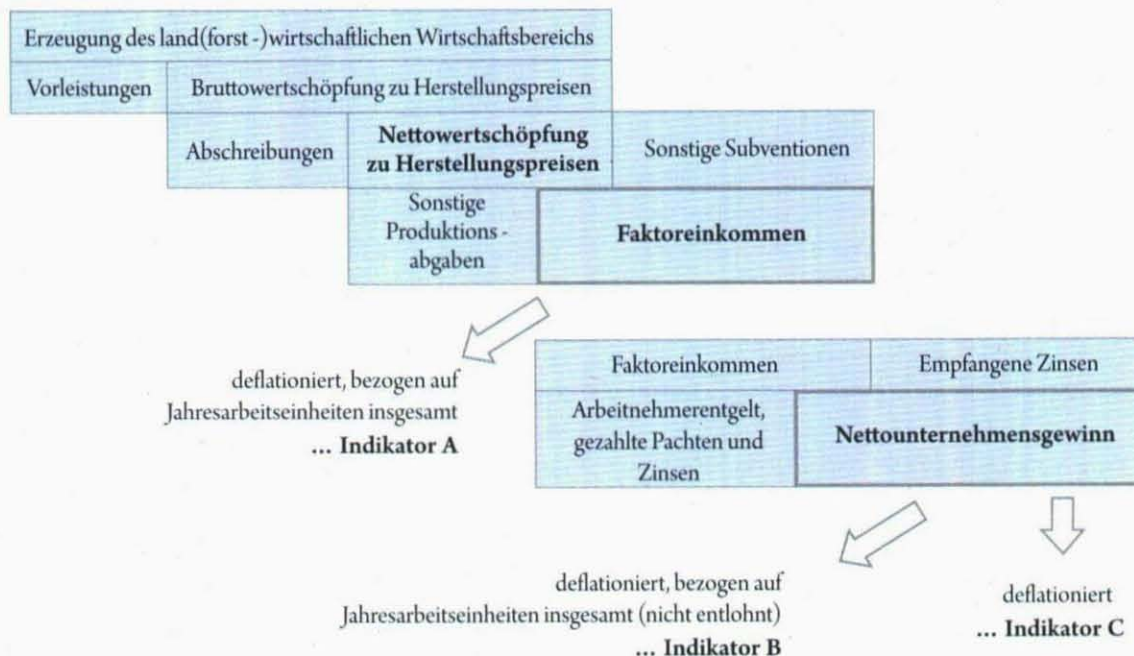 Erzeugung des land(forst-)wirtschaftlichen Wirtschaftsbereichs
Vorleistungen
Bruttowertschöpfung zu Herstellungspreisen
Abschreibungen
Nettowertschöpfung
zu Herstellungspreisen
Sonstige Subventionen
Sonstige
Produktions-
abgaben
Faktoreinkommen
deflationiert, bezogen auf
Jahresarbeitseinheiten insgesamt
... Indikator A
Faktoreinkommen
Empfangene Zinsen
Arbeitnehmerentgelt,
gezahlte Pachten und
Zinsen
Nettounternehmensgewinn
deflationiert, bezogen auf
Jahresarbeitseinheiten insgesamt (nicht entlohnt)
... Indikator B
deflationiert
... Indikator C